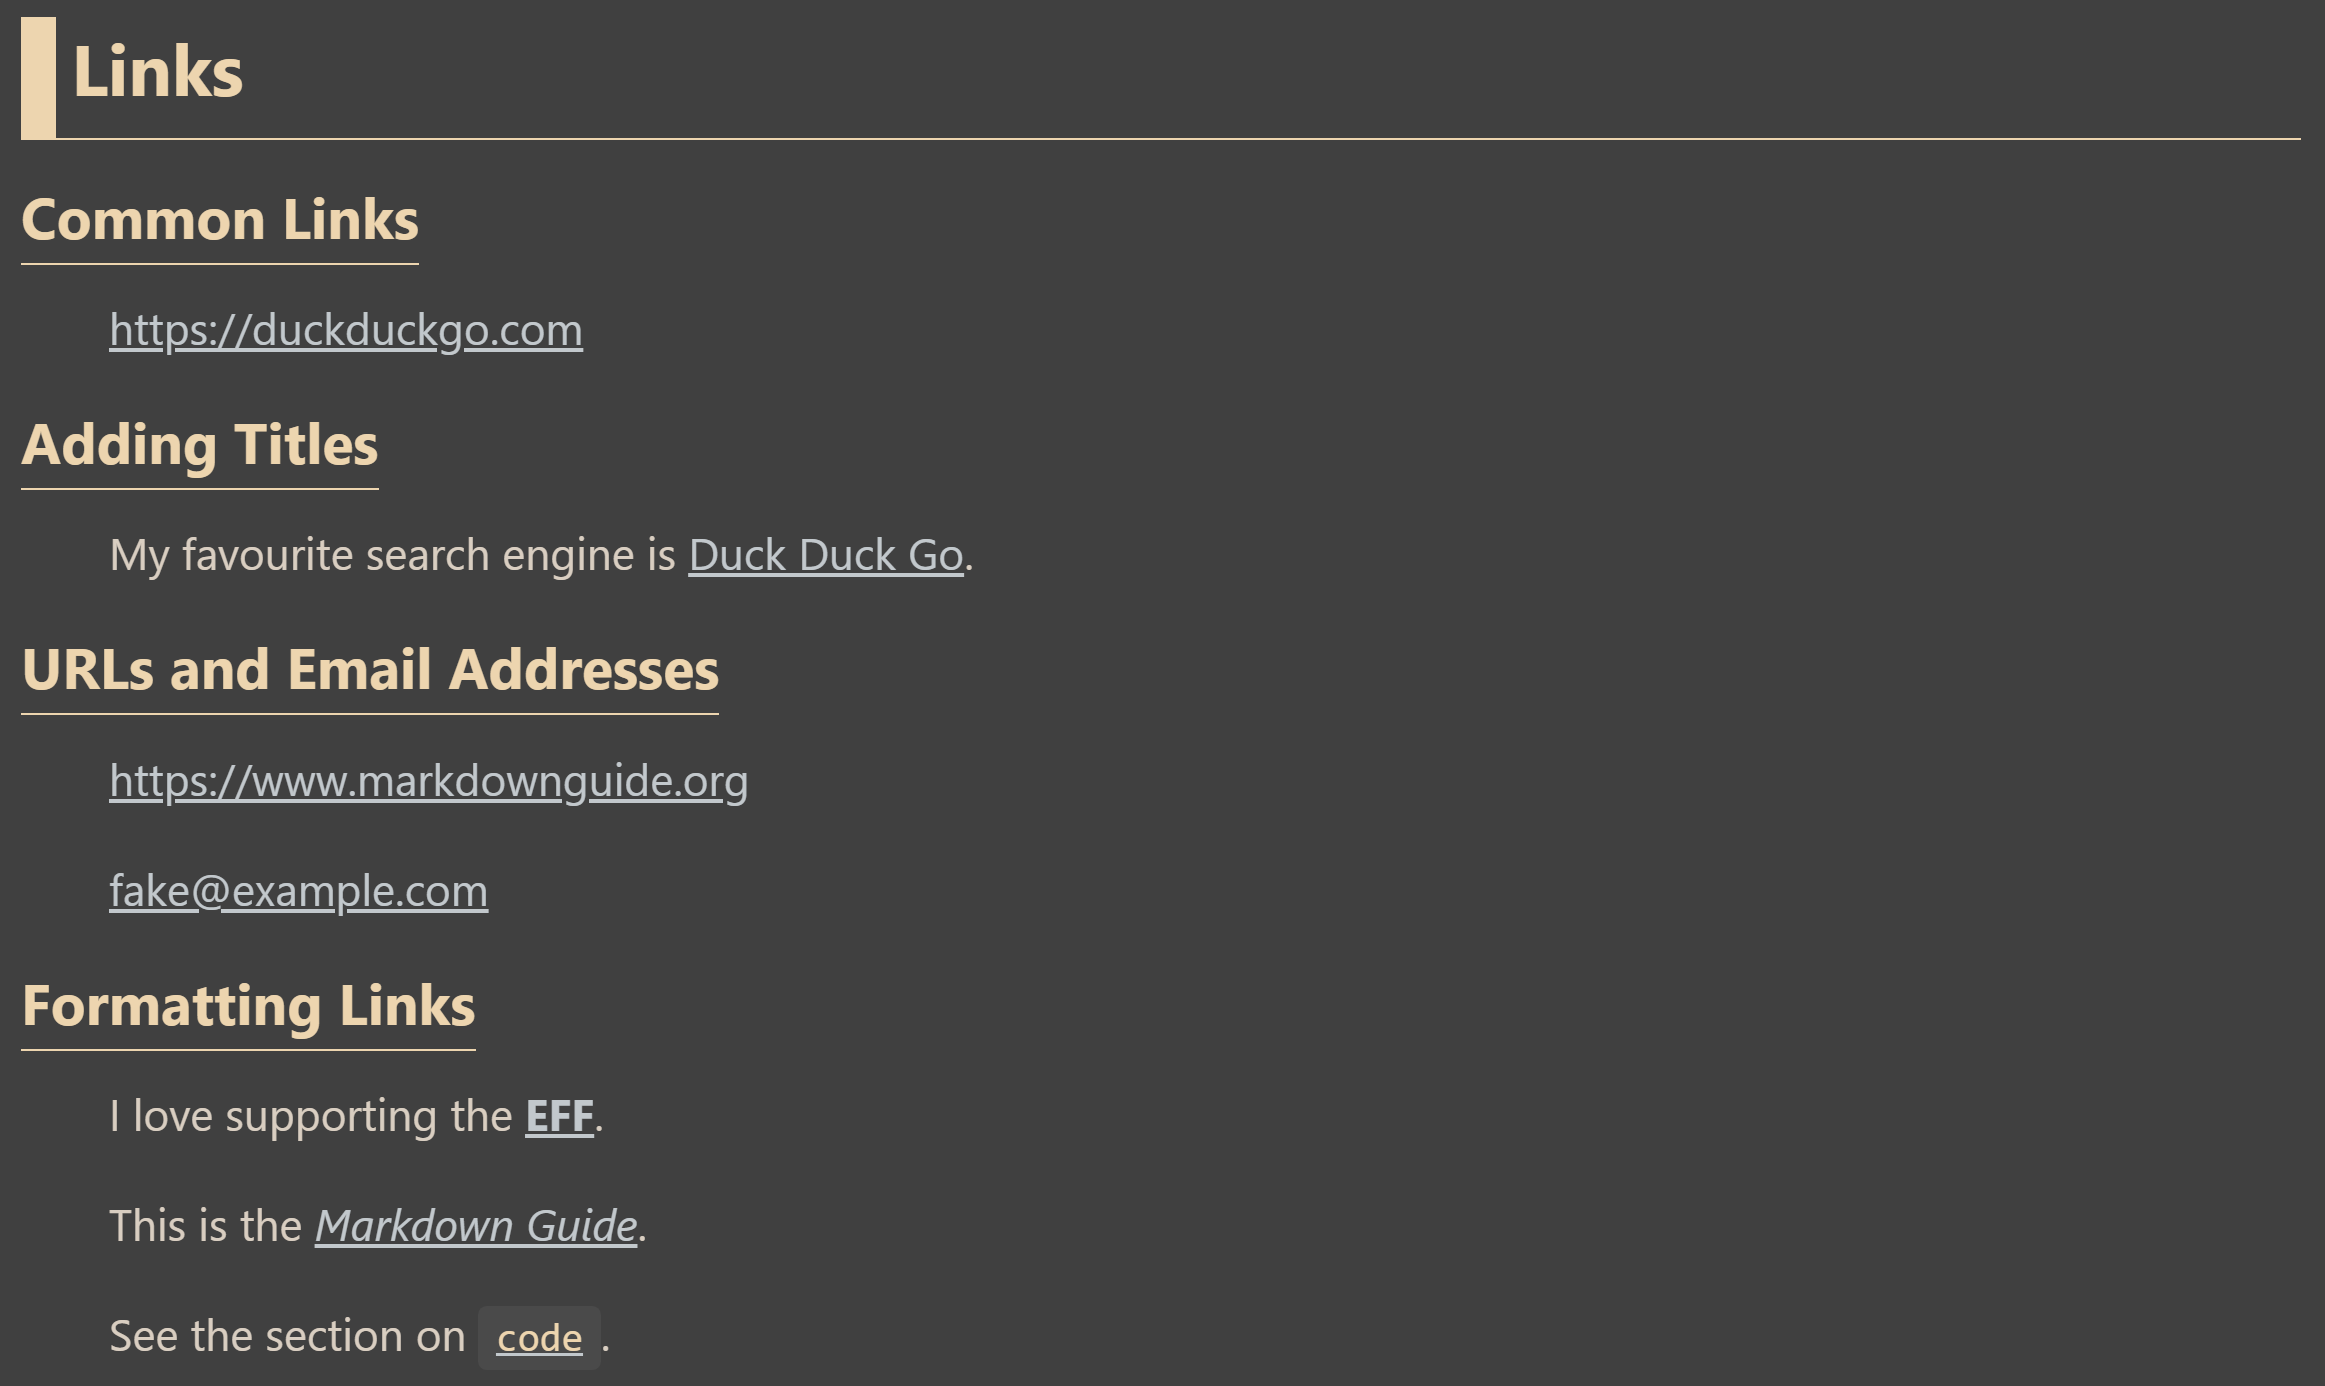 Links
Common Links
https://duckduckgo.com
Adding Titles
My favourite search engine is Duck Duck Go.
URLs and Email Addresses
https://www.markdownguide.org
fake@example.com
Formatting Links
I love supporting the EFF.
This is the Markdown Guide.
See the section on code.